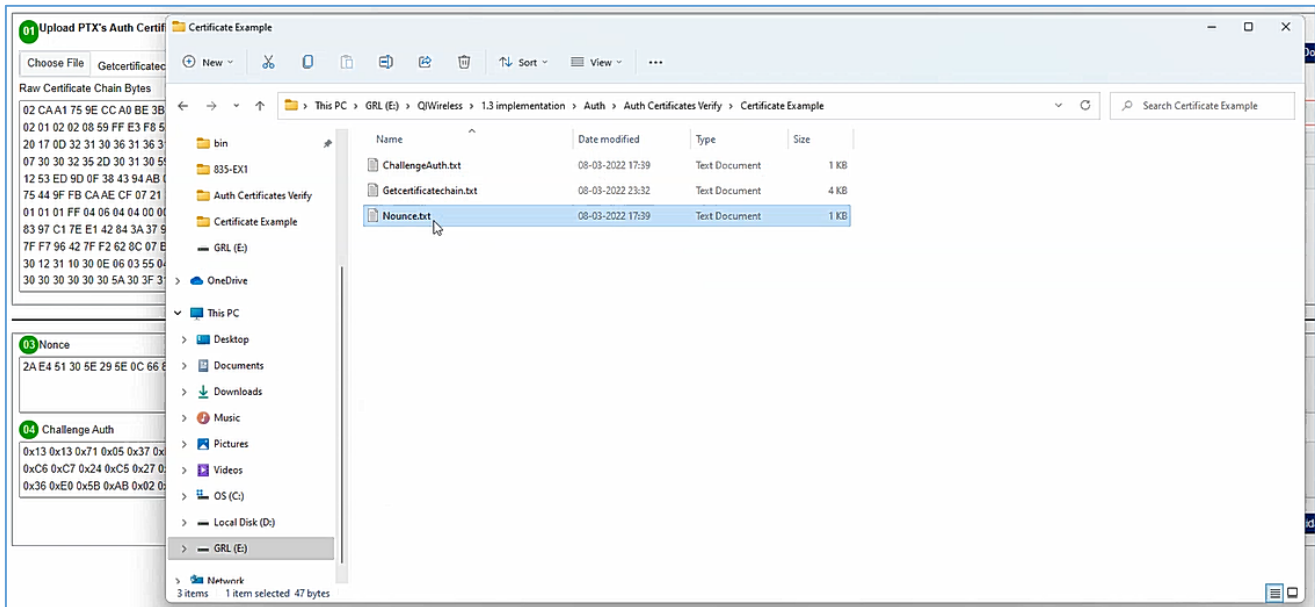 01 Upload PTX's Auth Certif
Choose File Getcertificatec
Raw Certificate Chain Bytes
02 CA A1 75 9E CC A0 BE 3B
02 01 02 02 08 59 FF E3 F8 5
20 17 0D 32 31 30 36 31 36 3
07 30 30 32 35 2D 30 31 30 5
12 53 ED 9D 0F 38 43 94 AB
75 44 9F FB CA AE CF 07 21
01 01 01 FF 04 06 04 04 00 0
83 97 C1 7E E1 42 84 3A 37 9
7F F7 96 42 7F F2 62 8C 07 E
30 12 31 10 30 0E 06 03 55 0
30 30 30 30 30 30 5A 30 3F 3
03 Nonce
2A E4 51 30 5E 29 5E 0C 66
04 Challenge Auth
0x13 0x13 0x71 0x05 0x37 0x
0xC6 0xC7 0x24 0xC5 0x27 0
0x36 0xE0 0x5B 0xAB 0x02 0
Certificate Example
New Sort View
This PC > GRL (E:) > QIWireless > 1.3 implementation > Auth > Auth Certificates Verify > Certificate Example
Search Certificate Example
bin
835-EX1
Auth Certificates Verify
Certificate Example
GRL (E:)
OneDrive
This PC
Desktop
Documents
Downloads
Music
Pictures
Videos
OS (C:)
Local Disk (D:)
GRL (E:)
Network
Name Date modified Type Size
ChallengeAuth.txt 08-03-2022 17:39 Text Document 1 KB
Getcertificatechain.txt 08-03-2022 23:32 Text Document 4 KB
Nounce.txt 08-03-2022 17:39 Text Document 1 KB
3 items 1 item selected 47 bytes